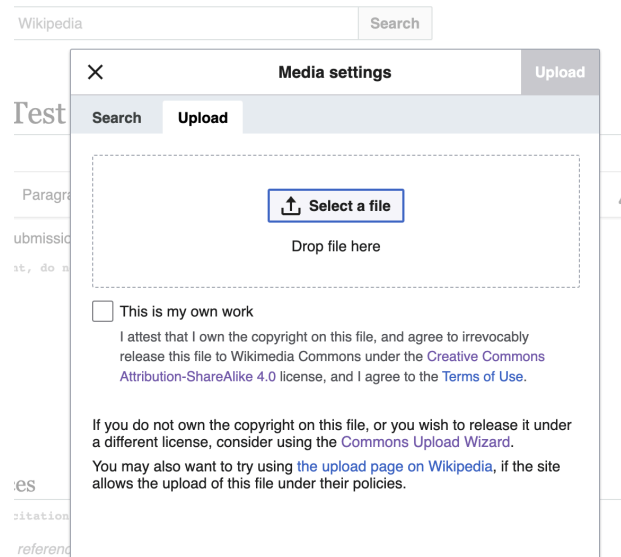 Wikipedia Search
Media settings Upload
Test
Search Upload
Paragra
Select a file
ubmissio
Drop file here
nt, do n
This is my own work
I attest that I own the copyright on this file, and agree to irrevocably
release this file to Wikimedia Commons under the Creative Commons
Attribution-ShareAlike 4.0 license, and I agree to the Terms of Use.
If you do not own the copyright on this file, or you wish to release it under
a different license, consider using the Commons Upload Wizard.
You may also want to try using the upload page on Wikipedia, if the site
allows the upload of this file under their policies.
es
citation
referenc